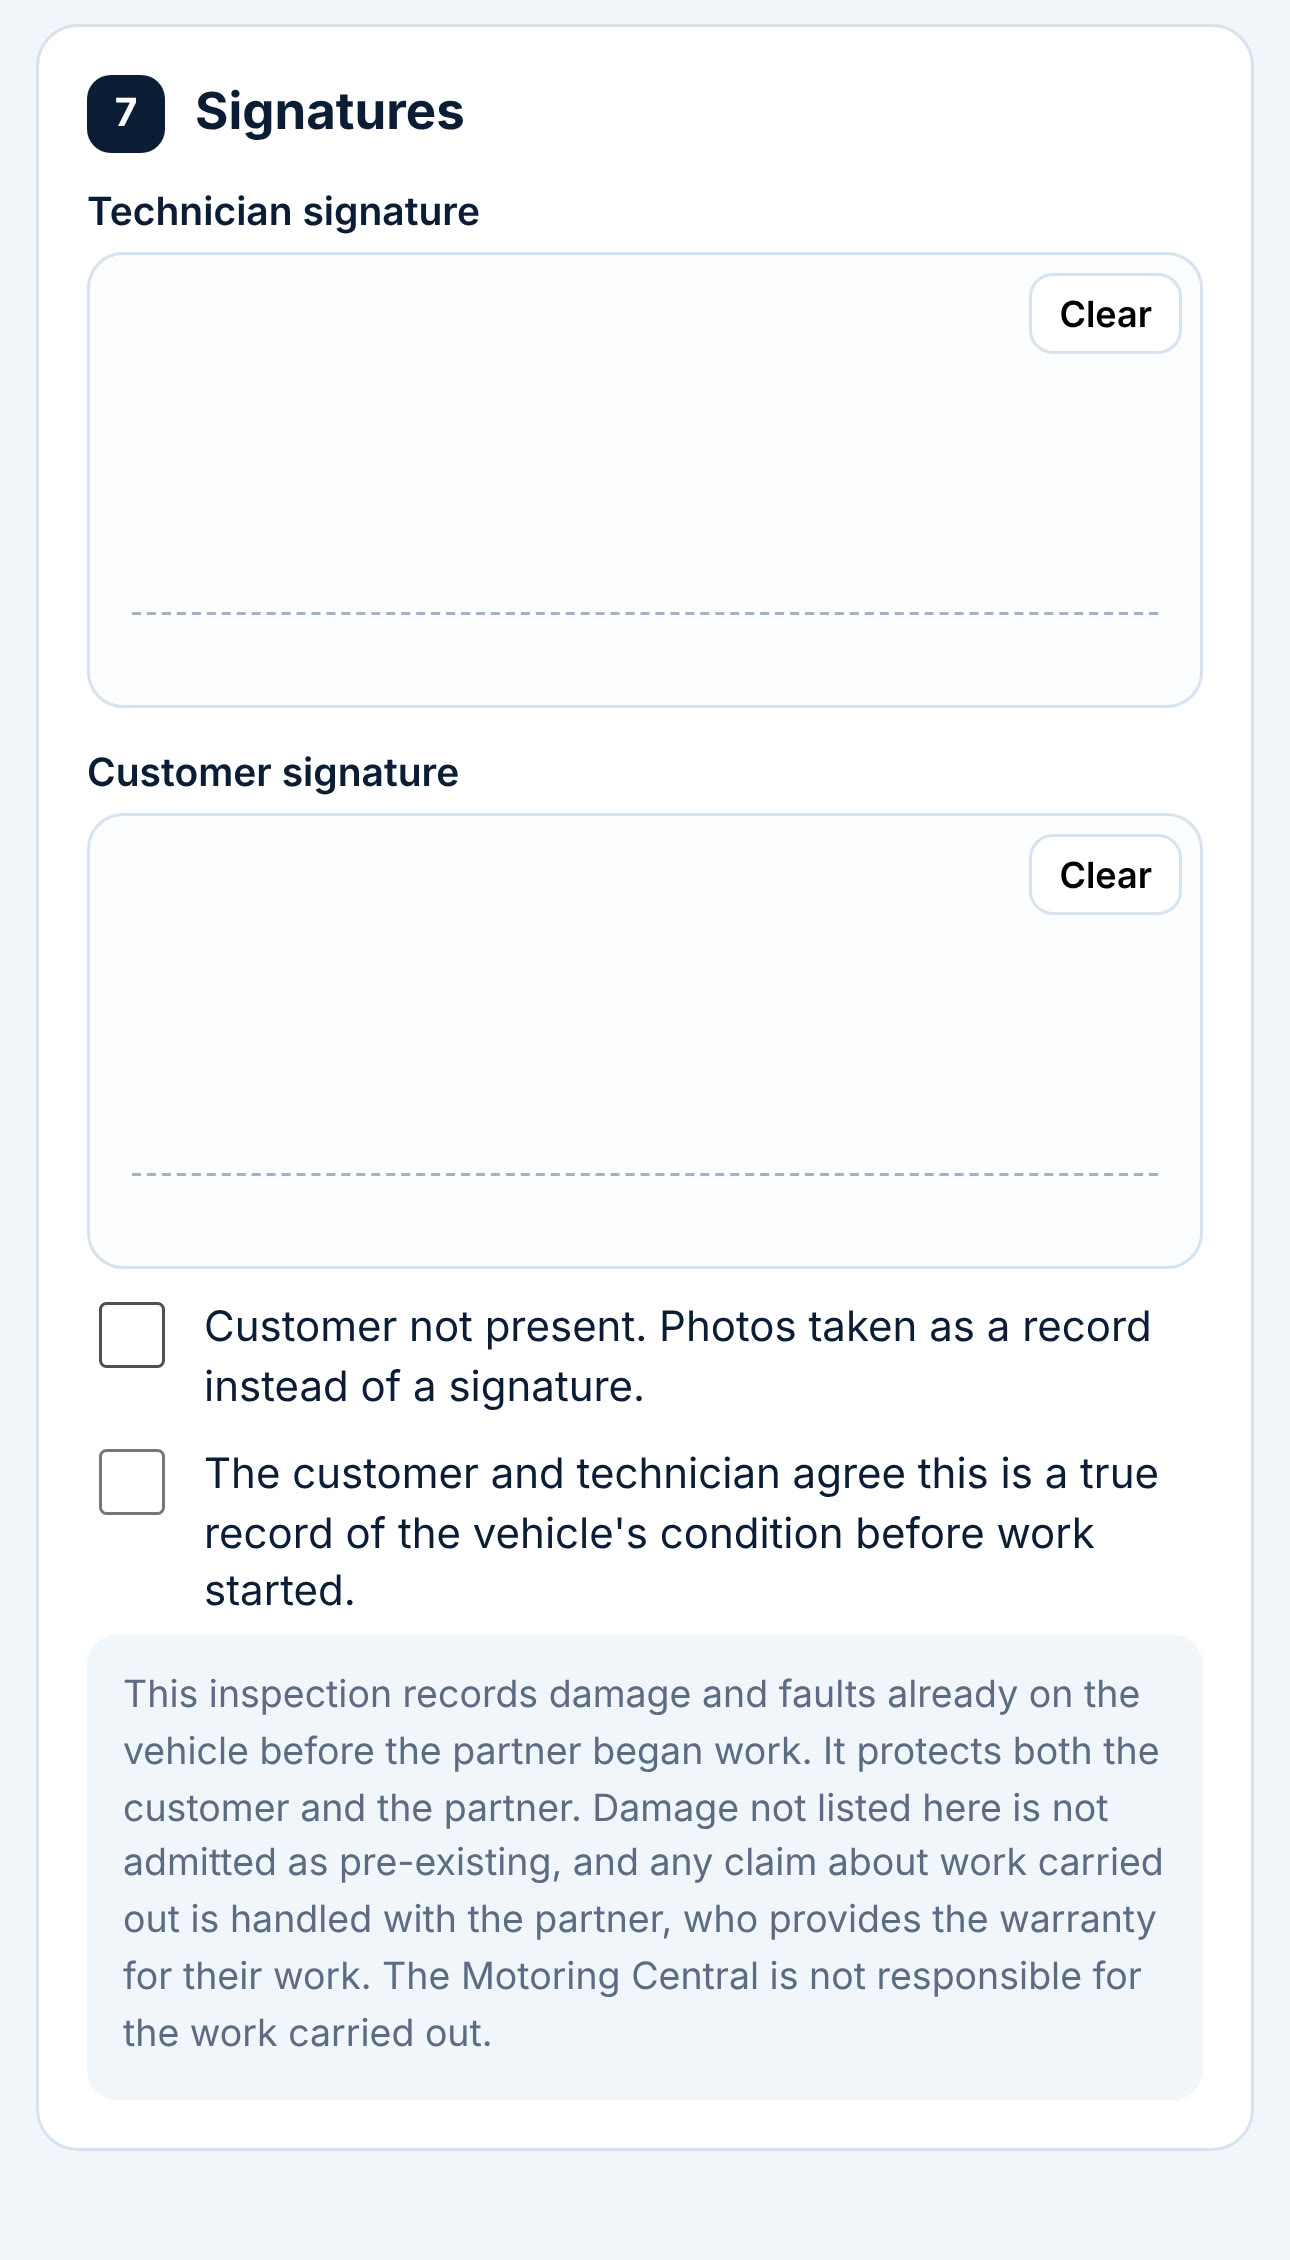 7 Signatures
Technician signature
Clear
Customer signature
Clear
Customer not present. Photos taken as a record
instead of a signature.
The customer and technician agree this is a true
record of the vehicle's condition before work
started.
This inspection records damage and faults already on the
vehicle before the partner began work. It protects both the
customer and the partner. Damage not listed here is not
admitted as pre-existing, and any claim about work carried
out is handled with the partner, who provides the warranty
for their work. The Motoring Central is not responsible for
the work carried out.